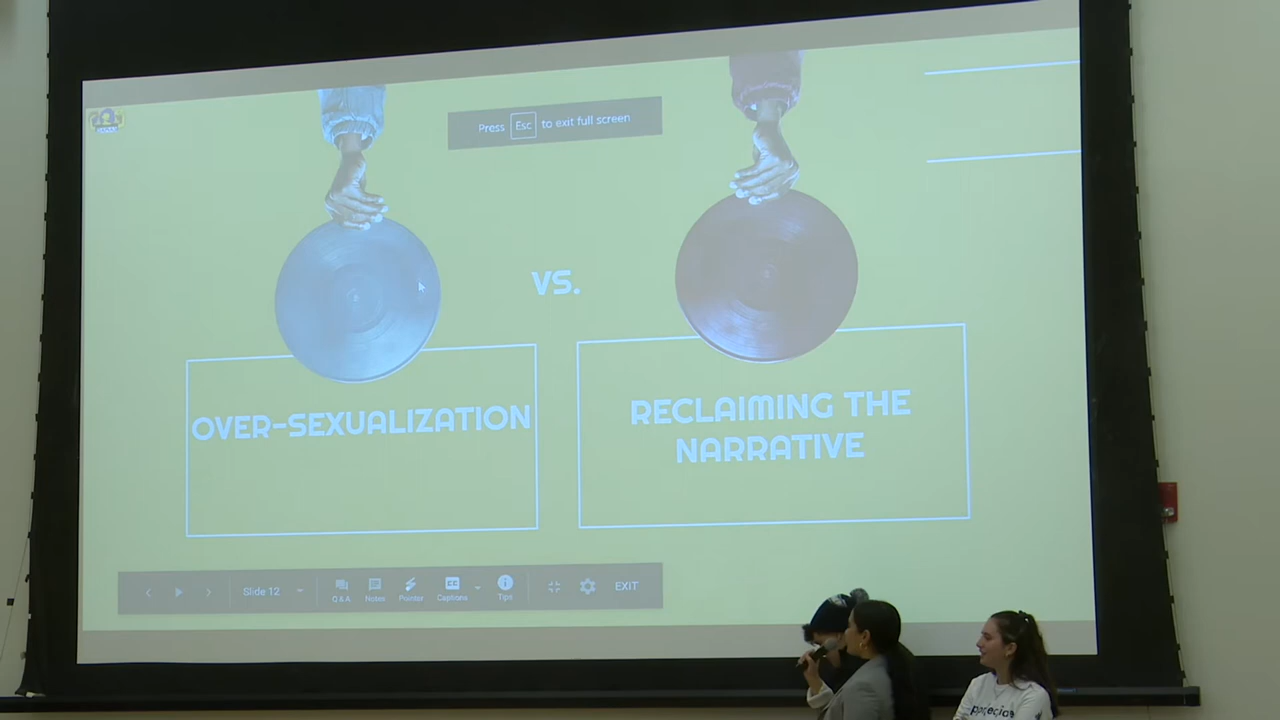 Press Esc to exit full screen
VS.
OVER-SEXUALIZATION
RECLAIMING THE
NARRATIVE
Slide 12
Q & A
Notes
Pointer
Captions
Tips
EXIT